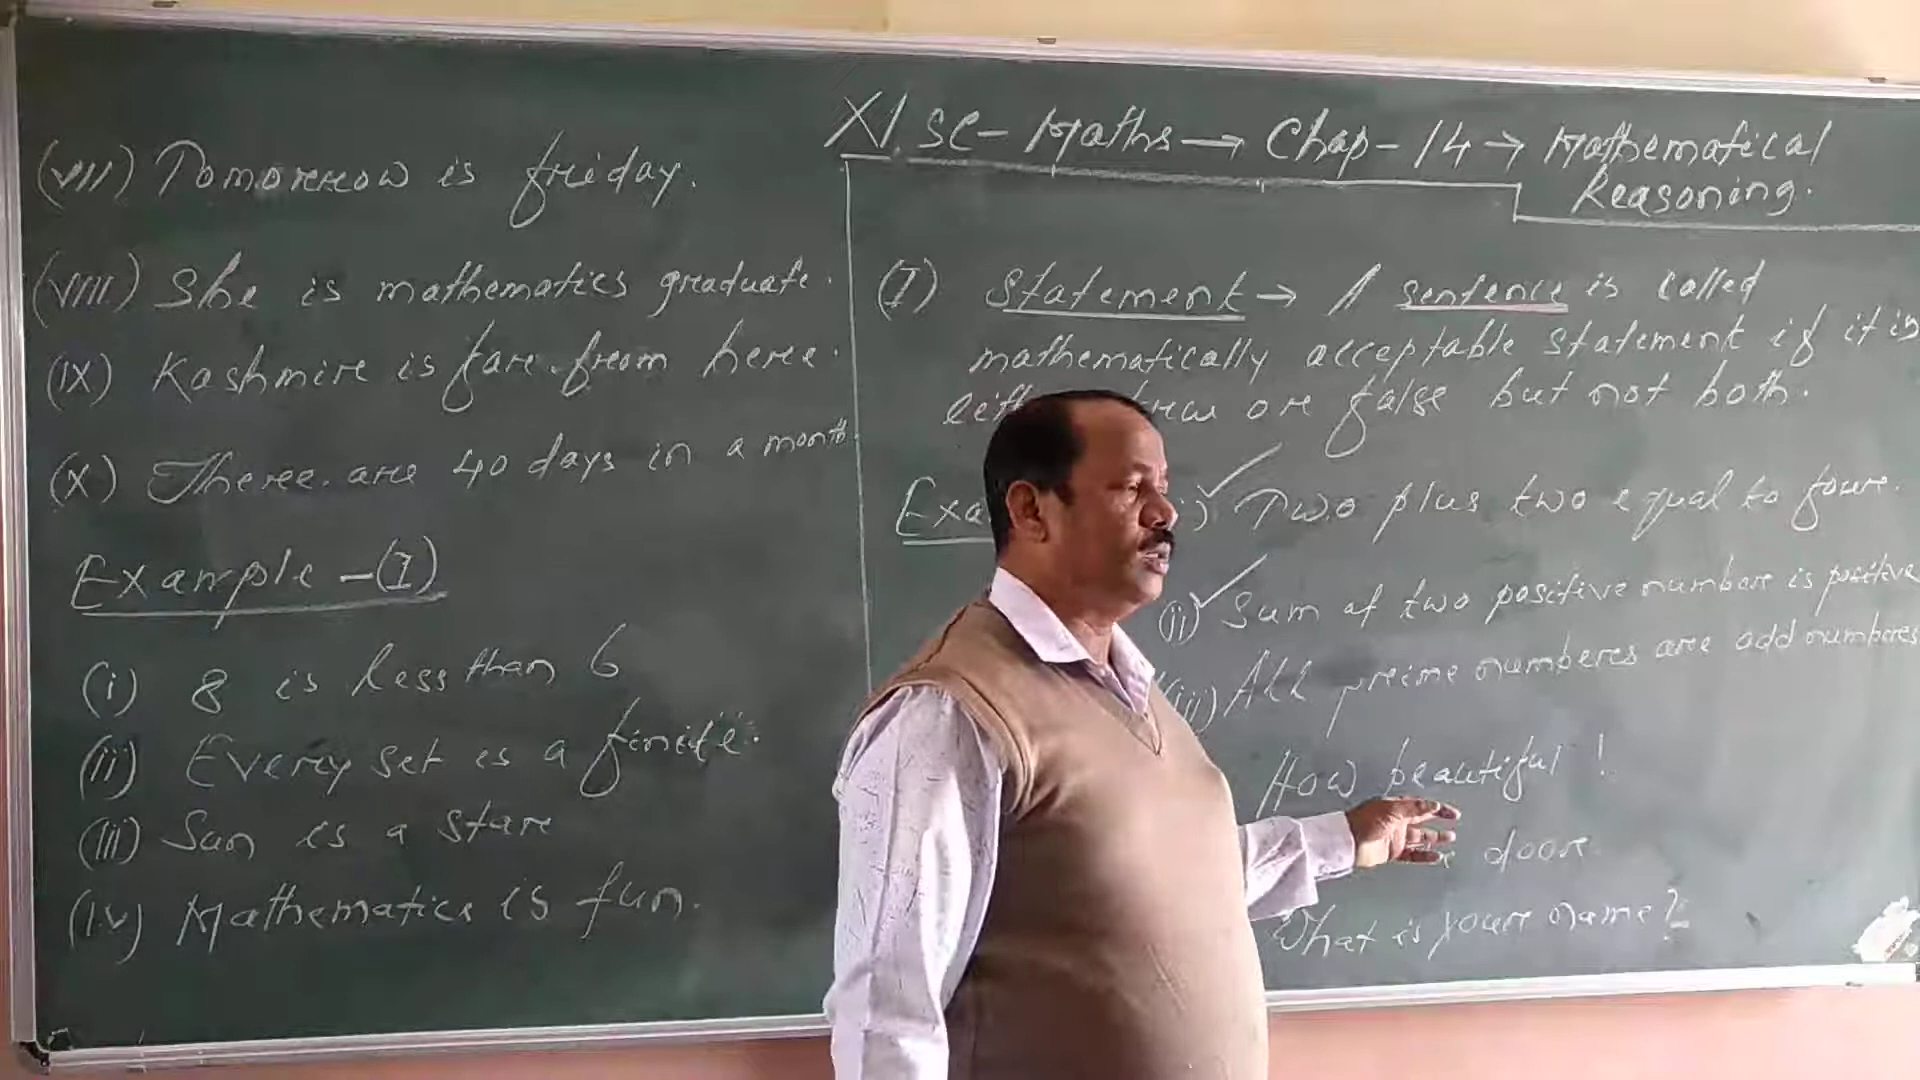 XI. SC - Maths → Chap - 14 → Mathematical
Reasoning.
(I) Statement → A sentence is called
mathematically acceptable statement if it is
or false but not both.
Two plus two equal to four.
(ii) Sum of two positive number is positive
All prime numbers are odd numbers
How beautiful!
door.
What is your name?
(VII) Tomorrow is friday.
(VIII) She is mathematics graduate.
(IX) Kashmir is far from here.
(X) There are 40 days in a month.
Example - (I)
(i) 8 is less than 6
(ii) Every set is a finite.
(iii) Sun is a star
(iv) Mathematics is fun.